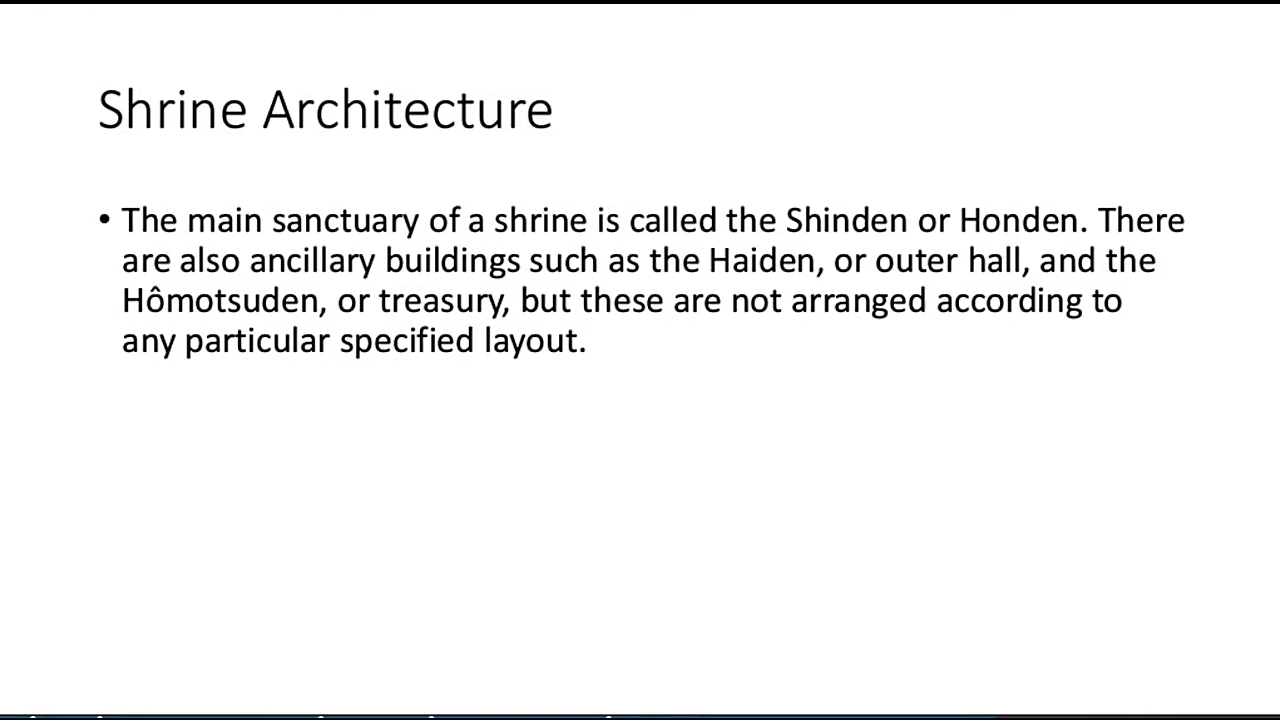 Shrine Architecture
• The main sanctuary of a shrine is called the Shinden or Honden. There
are also ancillary buildings such as the Haiden, or outer hall, and the
Hômotsuden, or treasury, but these are not arranged according to
any particular specified layout.